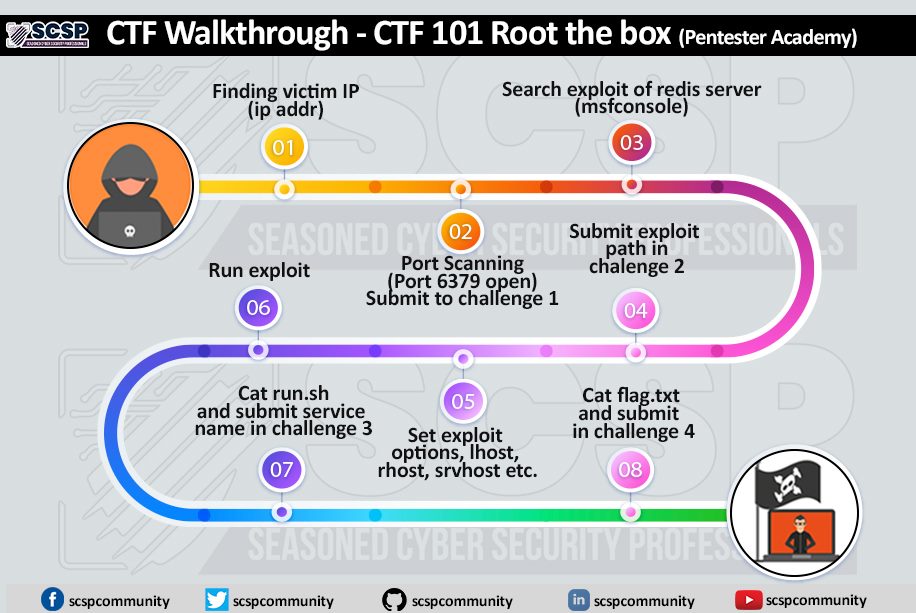 SCSP
SEASONED CYBER SECURITY PROFESSIONALS
CTF Walkthrough - CTF 101 Root the box (Pentester Academy)
SCSP
Finding victim IP
(ip addr)
01
Search exploit of redis server
(msfconsole)
03
SEASONED CYBER SECURITY PROFESSIONALS
02
Port Scanning
(Port 6379 open)
Submit to challenge 1
Submit exploit
path in
chalenge 2
04
Run exploit
06
SCSP
05
Set exploit
options, lhost,
rhost, srvhost etc.
Cat run.sh
and submit service
name in challenge 3
07
Cat flag.txt
and submit
in challenge 4
08
SEASONED CYBER SECURITY PROFES
scspcommunity
scspcommunity
scspcommunity
in scspcommunity
scspcommunity